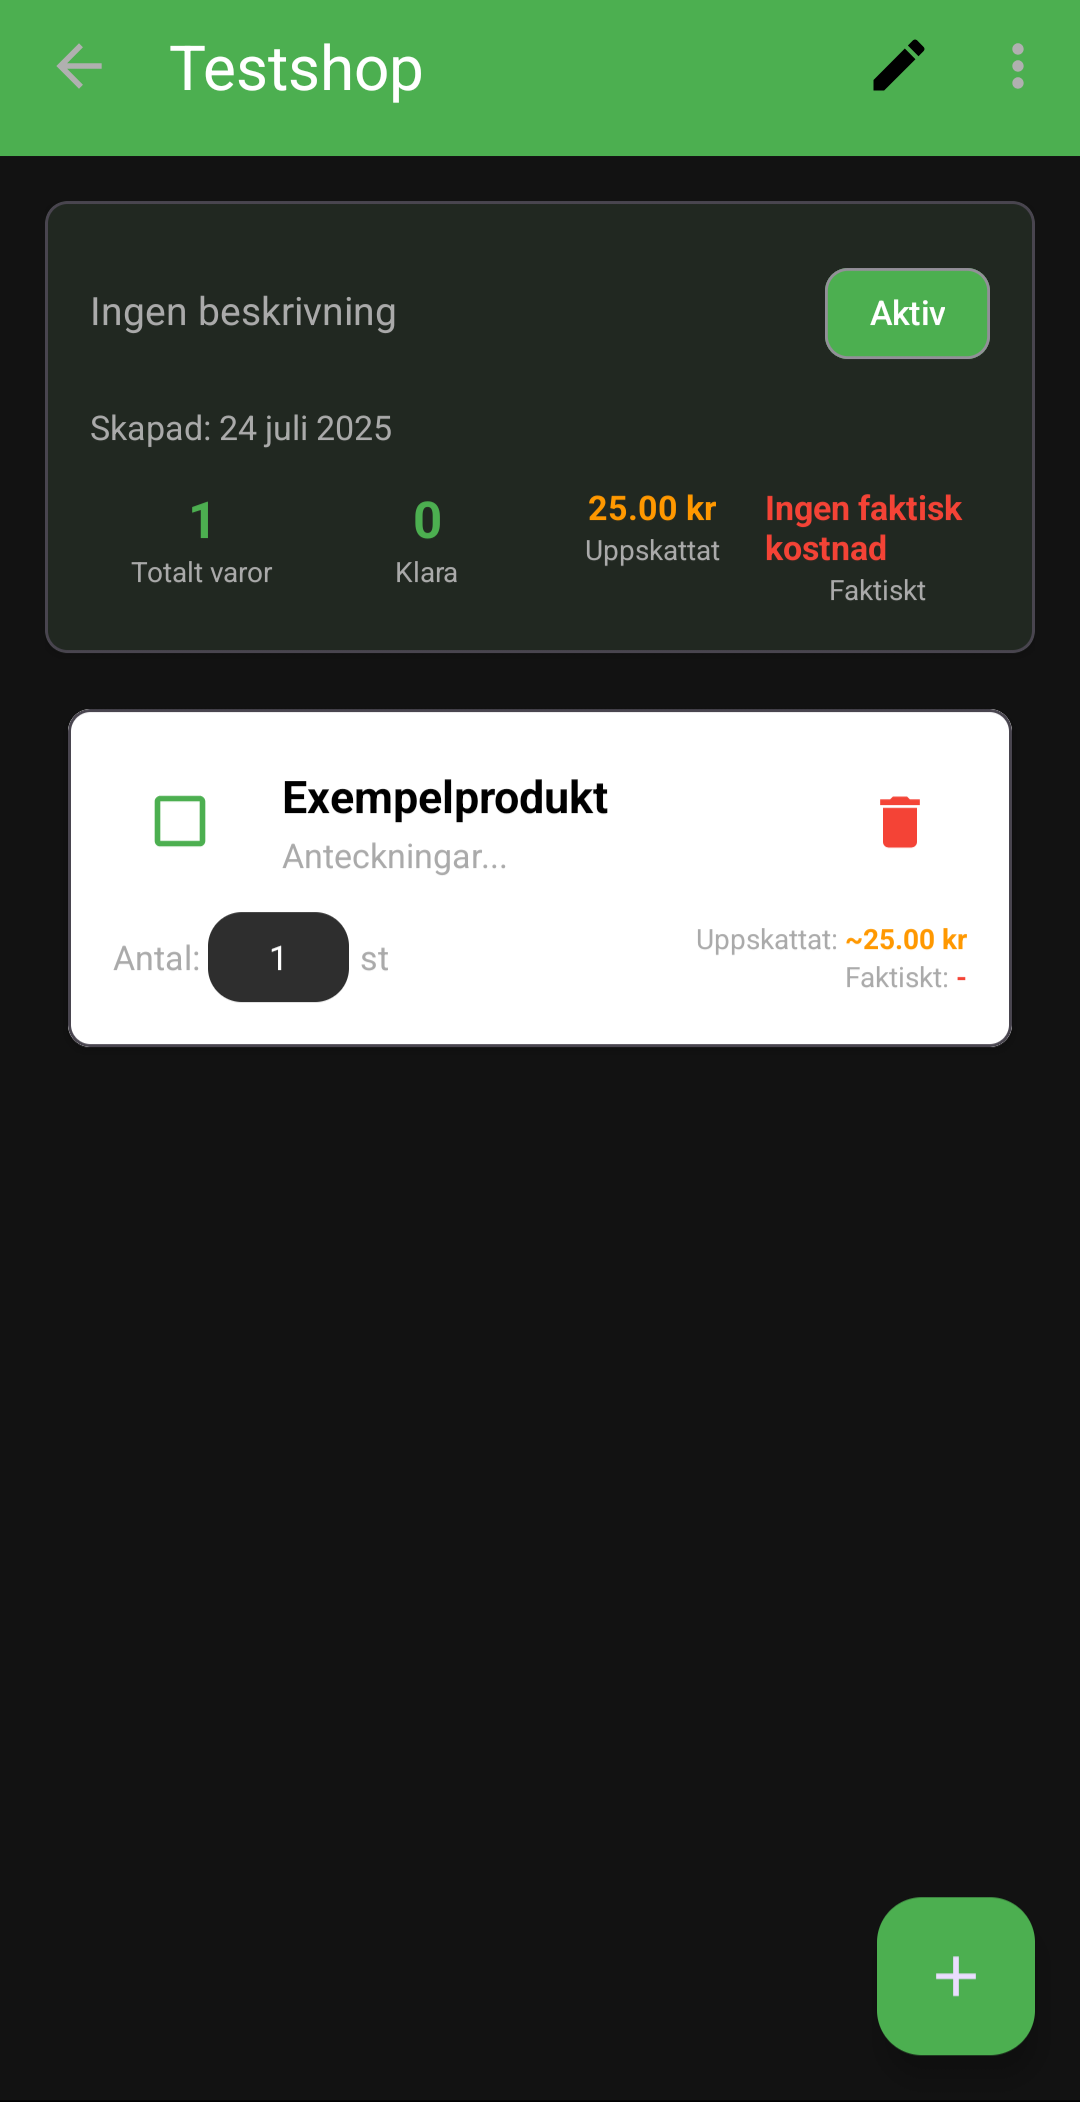 Testshop
Ingen beskrivning
Aktiv
Skapad: 24 juli 2025
1
Totalt varor
0
Klara
25.00 kr
Uppskattat
Ingen faktisk
kostnad
Faktiskt
Exempelprodukt
Anteckningar...
Antal: 1 st
Uppskattat: ~25.00 kr
Faktiskt: -